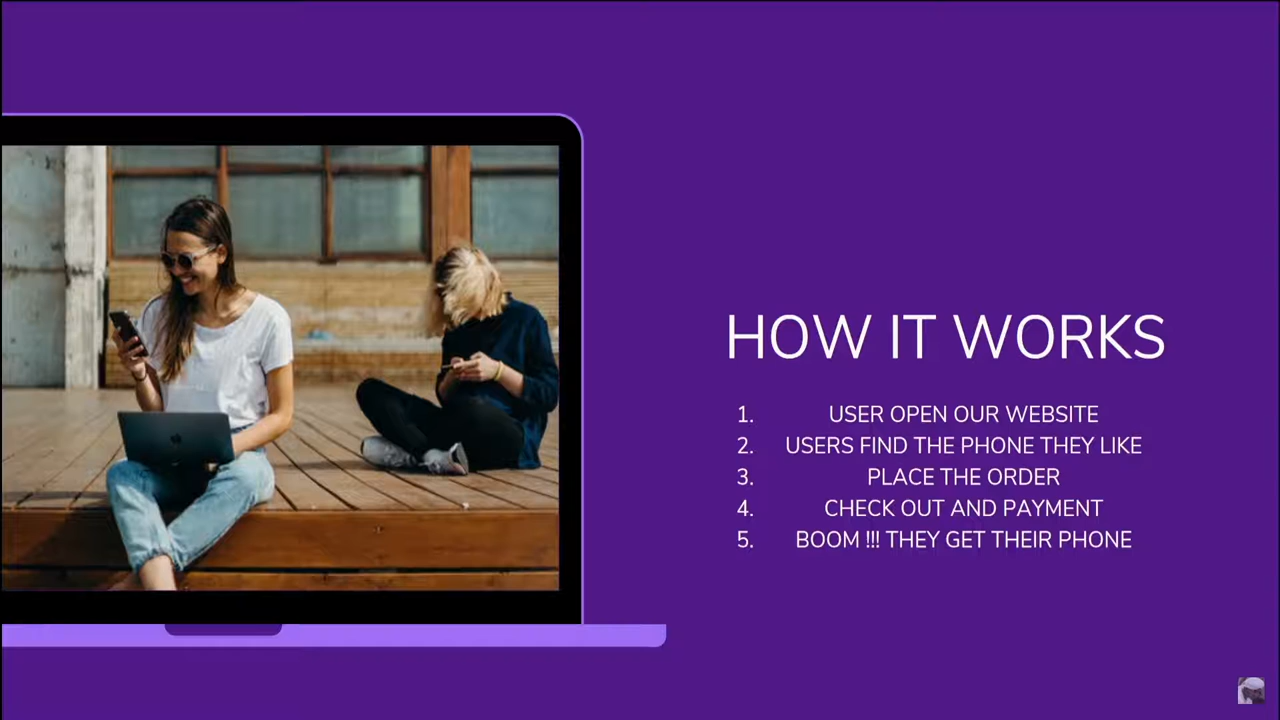 HOW IT WORKS
1. USER OPEN OUR WEBSITE
2. USERS FIND THE PHONE THEY LIKE
3. PLACE THE ORDER
4. CHECK OUT AND PAYMENT
5. BOOM !!! THEY GET THEIR PHONE